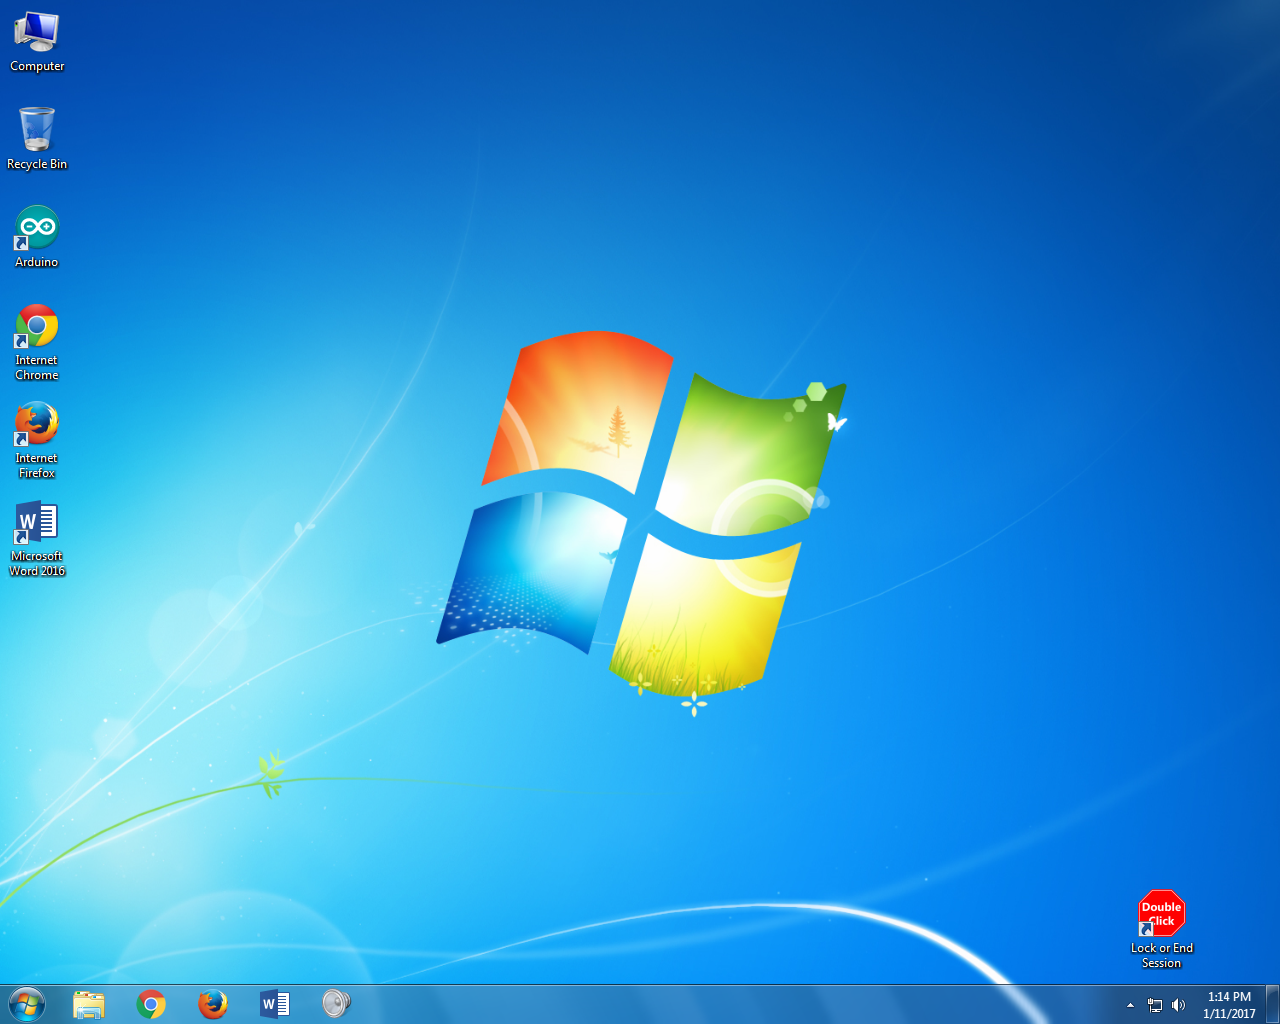 Computer
Recycle Bin
Arduino
Internet
Chrome
Internet
Firefox
W
Microsoft
Word 2016
Double
Click
Lock or End
Session
W
1:14 PM
1/11/2017